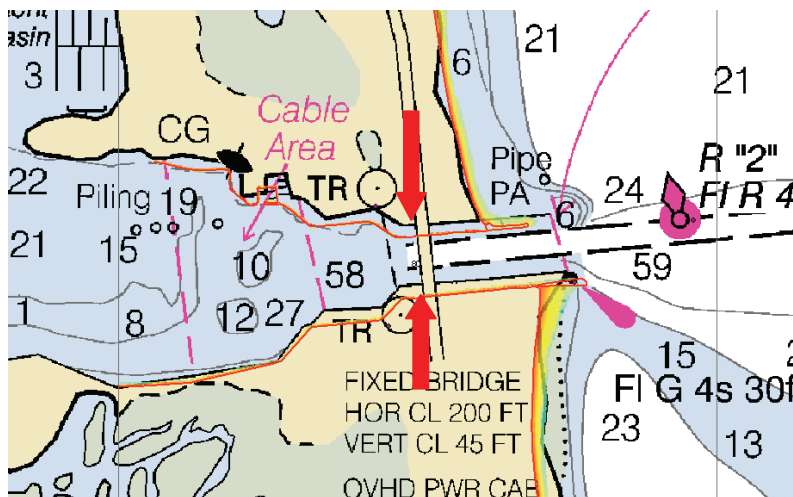 asin
3
6
21
21
CG
Cable
Area
TR
Pipe
PA
R "2"
Fl R 4
22
Piling
19
24
6
21
15
10
58
59
1
8
12
27
TR
15
FIXED BRIDGE
HOR CL 200 FT
VERT CL 45 FT
Fl G 4s 30f
23
13
OVHD PWR CAB